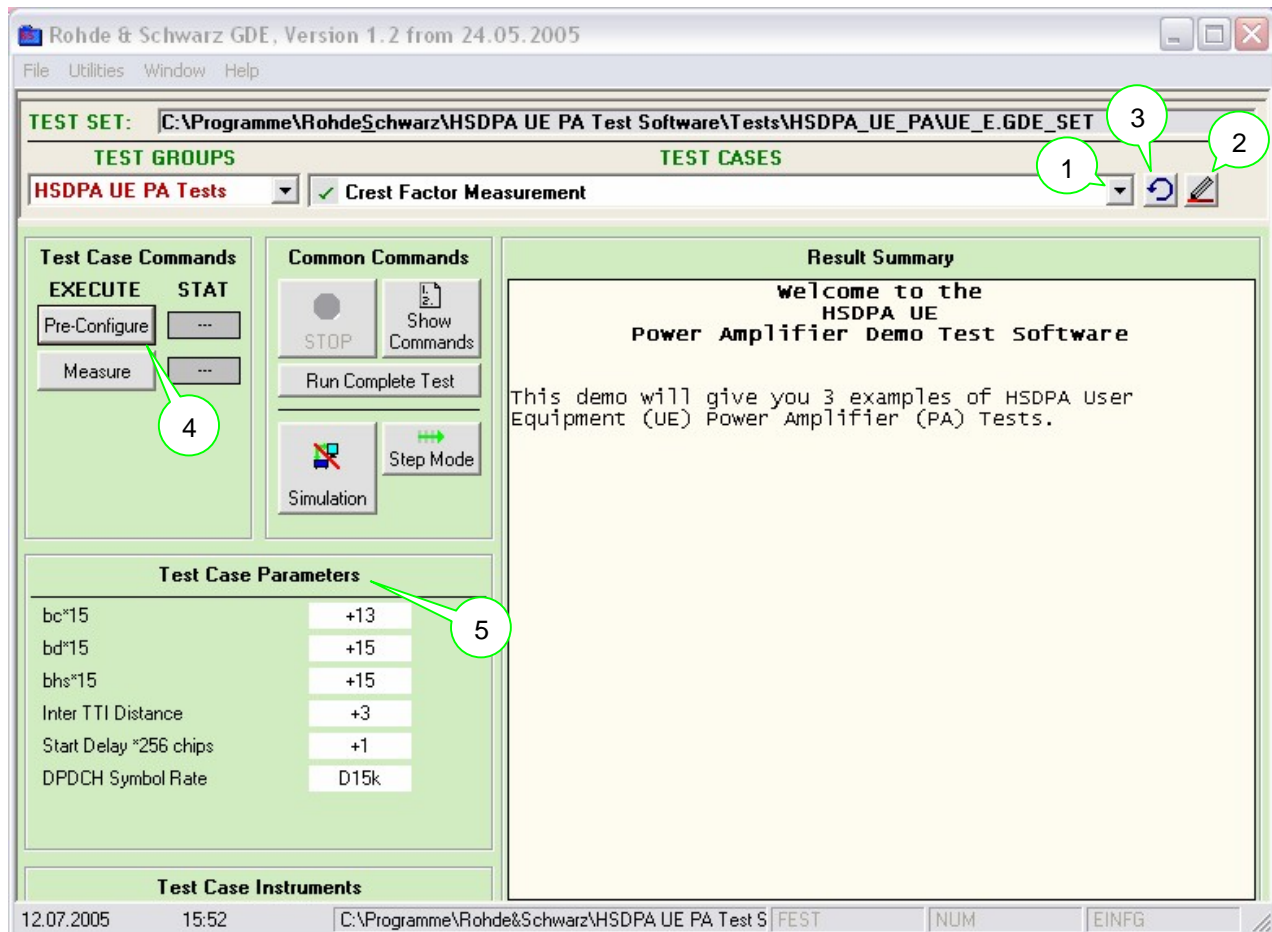 Rohde & Schwarz GDE, Version 1.2 from 24.05.2005
File Utilities Window Help
TEST SET: C:\Programme\RohdeSchwarz\HSDPA UE PA Test Software\Tests\HSDPA_UE_PA\UE_E.GDE_SET
3
2
TEST GROUPS TEST CASES
1
HSDPA UE PA Tests Crest Factor Measurement
Test Case Commands
EXECUTE STAT
Pre-Configure ---
Measure ---
4
Common Commands
STOP
1.
2.
Show
Commands
Run Complete Test
Simulation
Step Mode
Result Summary
Welcome to the
HSDPA UE
Power Amplifier Demo Test Software
This demo will give you 3 examples of HSDPA User
Equipment (UE) Power Amplifier (PA) Tests.
Test Case Parameters
5
bc*15 +13
bd*15 +15
bhs*15 +15
Inter TTI Distance +3
Start Delay *256 chips +1
DPDCH Symbol Rate D15k
Test Case Instruments
12.07.2005 15:52 C:\Programme\Rohde&Schwarz\HSDPA UE PA Test S FEST NUM EINFG